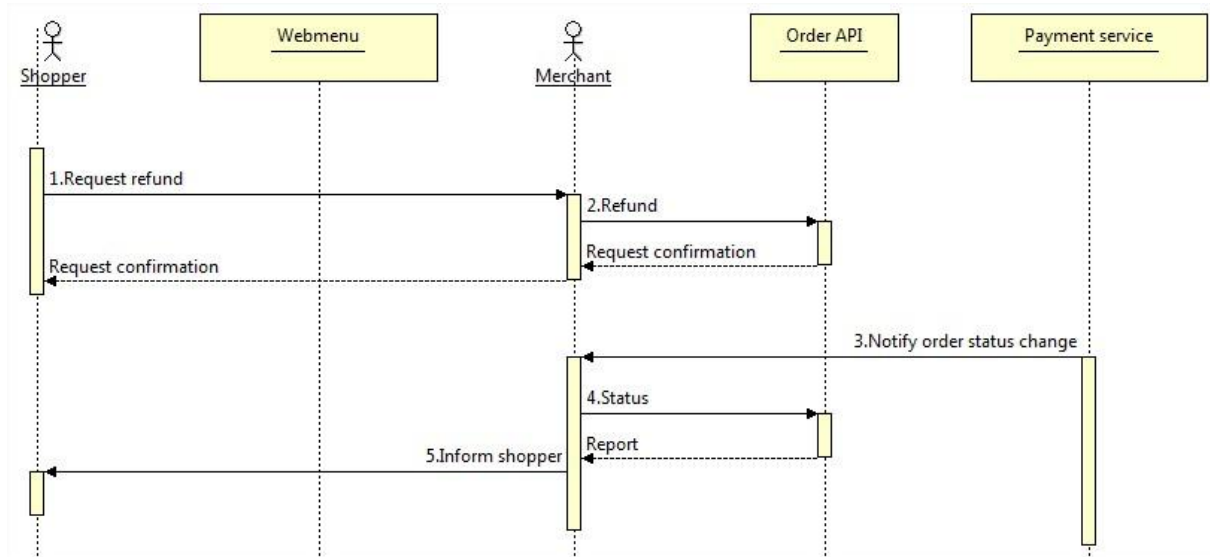 Shopper
Webmenu
Merchant
Order API
Payment service
1.Request refund
2.Refund
Request confirmation
Request confirmation
3.Notify order status change
4.Status
Report
5.Inform shopper